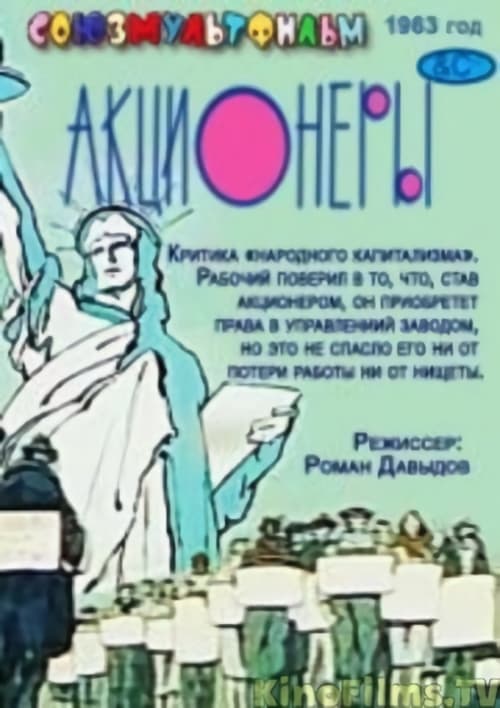 СОЮЗМУЛЬТФИЛЬМ 1963 год
&С°
АКЦИОНЕРЫ
Критика «народного капитализма».
Рабочий поверил в то, что, став
акционером, он приобретет
права в управлениий заводом,
но это не спасло его ни от
потери работы ни от нищеты.
Режиссер:
Роман Давыдов
KinoFilms.TV